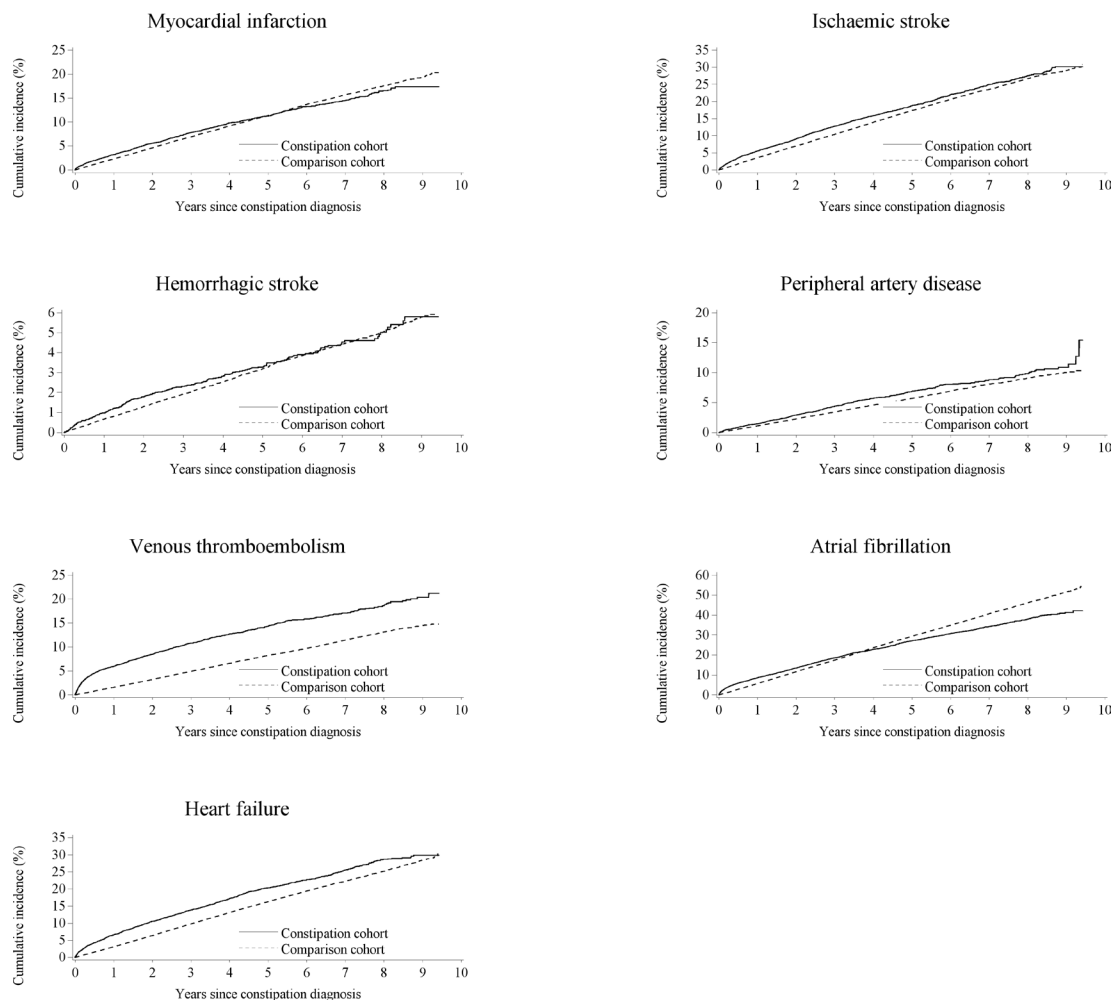 Myocardial infarction
Cumulative incidence (%)
25
20
15
10
5
0
Constipation cohort
Comparison cohort
0 1 2 3 4 5 6 7 8 9 10
Years since constipation diagnosis
Ischaemic stroke
Cumulative incidence (%)
35
30
25
20
15
10
5
0
Constipation cohort
Comparison cohort
0 1 2 3 4 5 6 7 8 9 10
Years since constipation diagnosis
Hemorrhagic stroke
Cumulative incidence (%)
6
5
4
3
2
1
0
Constipation cohort
Comparison cohort
0 1 2 3 4 5 6 7 8 9 10
Years since constipation diagnosis
Peripheral artery disease
Cumulative incidence (%)
20
15
10
5
0
Constipation cohort
Comparison cohort
0 1 2 3 4 5 6 7 8 9 10
Years since constipation diagnosis
Venous thromboembolism
Cumulative incidence (%)
25
20
15
10
5
0
Constipation cohort
Comparison cohort
0 1 2 3 4 5 6 7 8 9 10
Years since constipation diagnosis
Atrial fibrillation
Cumulative incidence (%)
60
50
40
30
20
10
0
Constipation cohort
Comparison cohort
0 1 2 3 4 5 6 7 8 9 10
Years since constipation diagnosis
Heart failure
Cumulative incidence (%)
35
30
25
20
15
10
5
0
Constipation cohort
Comparison cohort
0 1 2 3 4 5 6 7 8 9 10
Years since constipation diagnosis